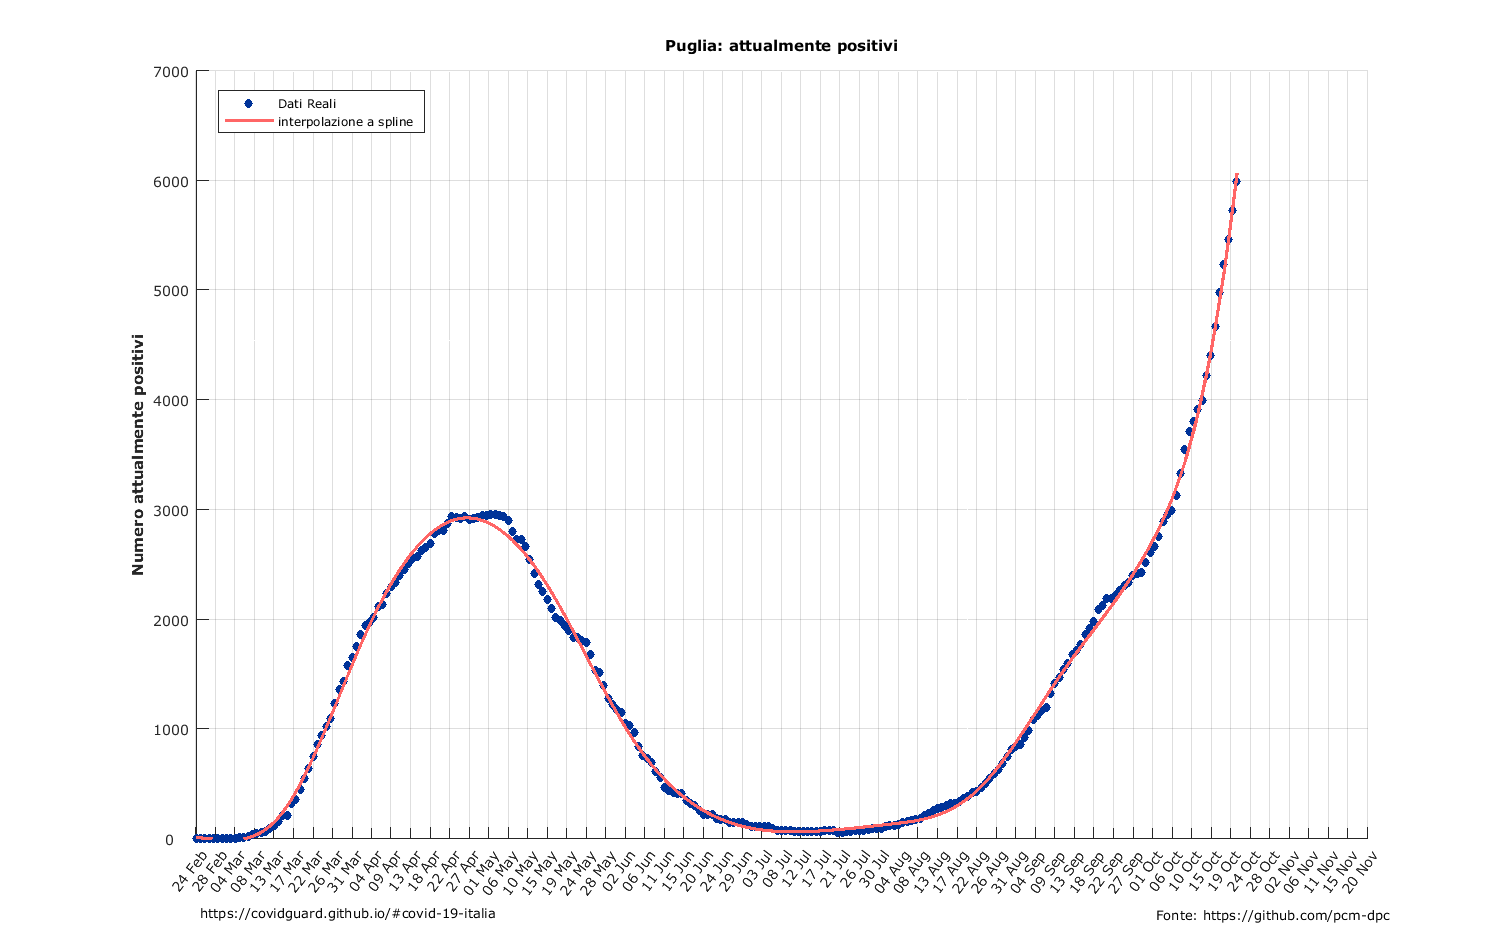 Puglia: attualmente positivi
7000
6000
5000
4000
3000
2000
1000
0
Numero attualmente positivi
Dati Reali
interpolazione a spline
24 Feb
28 Feb
04 Mar
08 Mar
13 Mar
17 Mar
22 Mar
26 Mar
31 Mar
04 Apr
09 Apr
13 Apr
18 Apr
22 Apr
27 Apr
01 May
06 May
10 May
15 May
19 May
24 May
28 May
02 Jun
06 Jun
11 Jun
15 Jun
20 Jun
24 Jun
29 Jun
03 Jul
08 Jul
12 Jul
17 Jul
21 Jul
26 Jul
30 Jul
04 Aug
08 Aug
13 Aug
17 Aug
22 Aug
26 Aug
31 Aug
04 Sep
09 Sep
13 Sep
18 Sep
22 Sep
27 Sep
01 Oct
06 Oct
10 Oct
15 Oct
19 Oct
24 Oct
28 Oct
02 Nov
06 Nov
11 Nov
15 Nov
20 Nov
https://covidguard.github.io/#covid-19-italia
Fonte: https://github.com/pcm-dpc